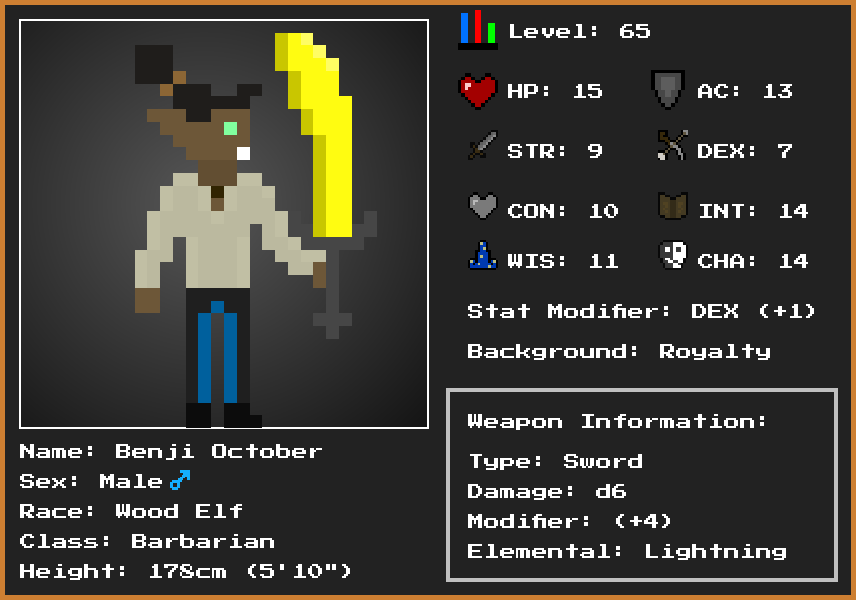 Level: 65
HP: 15
AC: 13
STR: 9
DEX: 7
CON: 10
INT: 14
WIS: 11
CHA: 14
Stat Modifier: DEX (+1)
Background: Royalty
Weapon Information:
Type: Sword
Damage: d6
Modifier: (+4)
Elemental: Lightning
Name: Benji October
Sex: Male♂
Race: Wood Elf
Class: Barbarian
Height: 178cm (5'10")